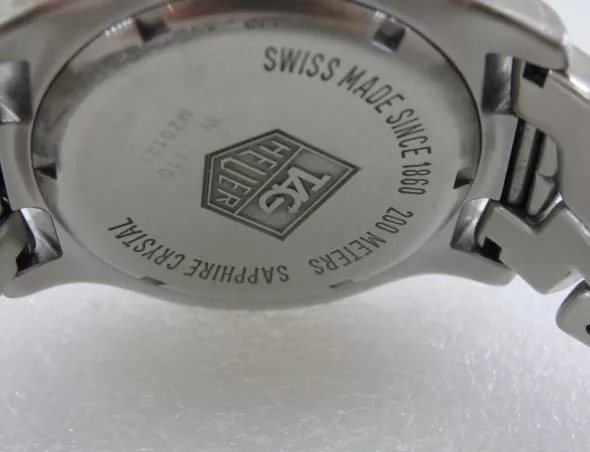 SWISS MADE SINCE 1860 200 METERS SAPPHIRE CRYSTAL
TAG
HEUER